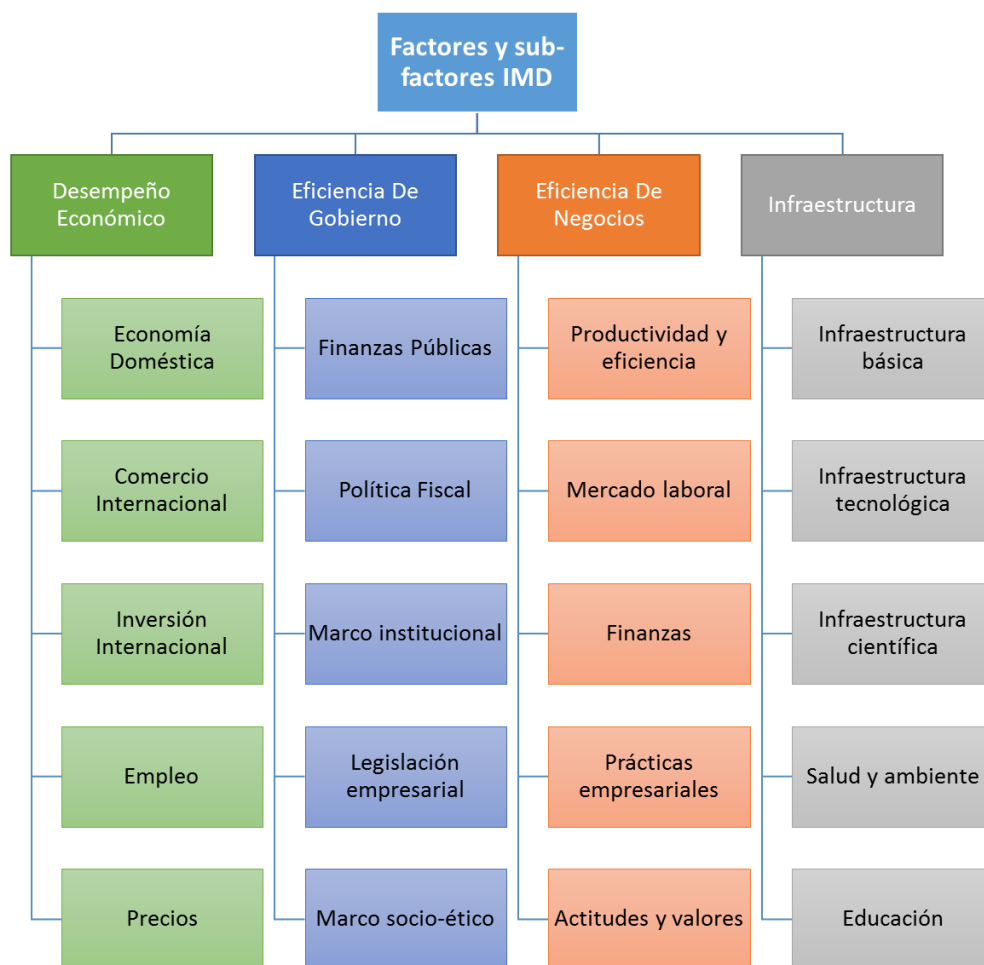 Factores y sub-
factores IMD
Desempeño
Económico
Eficiencia De
Gobierno
Eficiencia De
Negocios
Infraestructura
Economía
Doméstica
Finanzas Públicas
Productividad y
eficiencia
Infraestructura
básica
Comercio
Internacional
Política Fiscal
Mercado laboral
Infraestructura
tecnológica
Inversión
Internacional
Marco institucional
Finanzas
Infraestructura
científica
Empleo
Legislación
empresarial
Prácticas
empresariales
Salud y ambiente
Precios
Marco socio-ético
Actitudes y valores
Educación